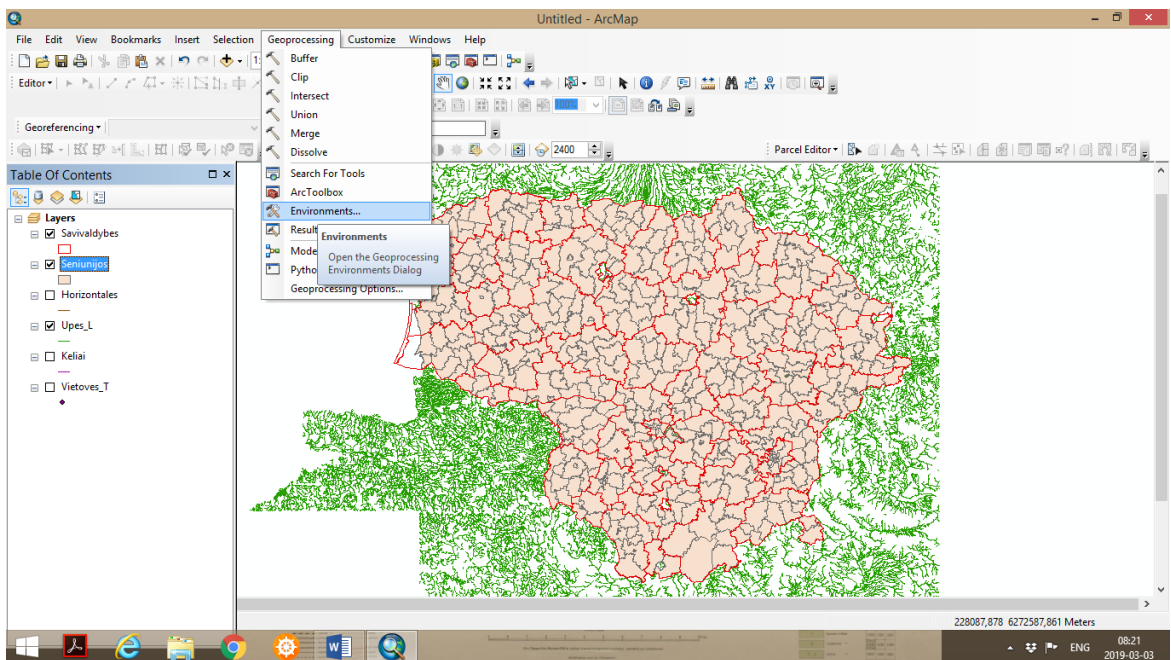 Untitled - ArcMap
File Edit View Bookmarks Insert Selection Geoprocessing Customize Windows Help
Buffer
Editor
Clip
Intersect
100%
Union
Georeferencing
Merge
Dissolve
2400
Parcel Editor
Table Of Contents
Search For Tools
ArcToolbox
Environments...
Layers
Savivaldybes
Environments
Open the Geoprocessing
Environments Dialog
Seniunijos
Geoprocessing Options...
Horizontales
Upes_L
Keliai
Vietoves_T
228087,878 6272587,861 Meters
ENG
08:21
2019-03-03